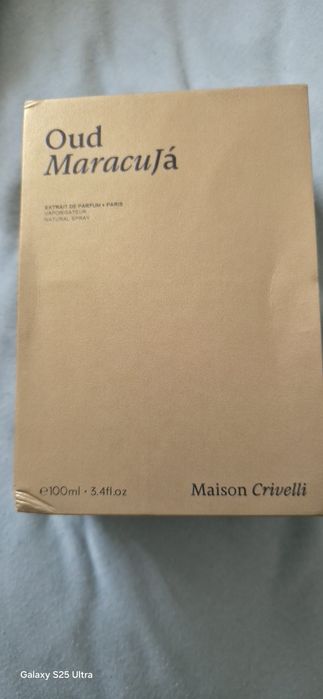 Oud
MaracuJá
EXTRAIT DE PARFUM • PARIS
VAPORISATEUR
NATURAL SPRAY
℮100ml • 3.4fl.oz
Maison Crivelli
Galaxy S25 Ultra